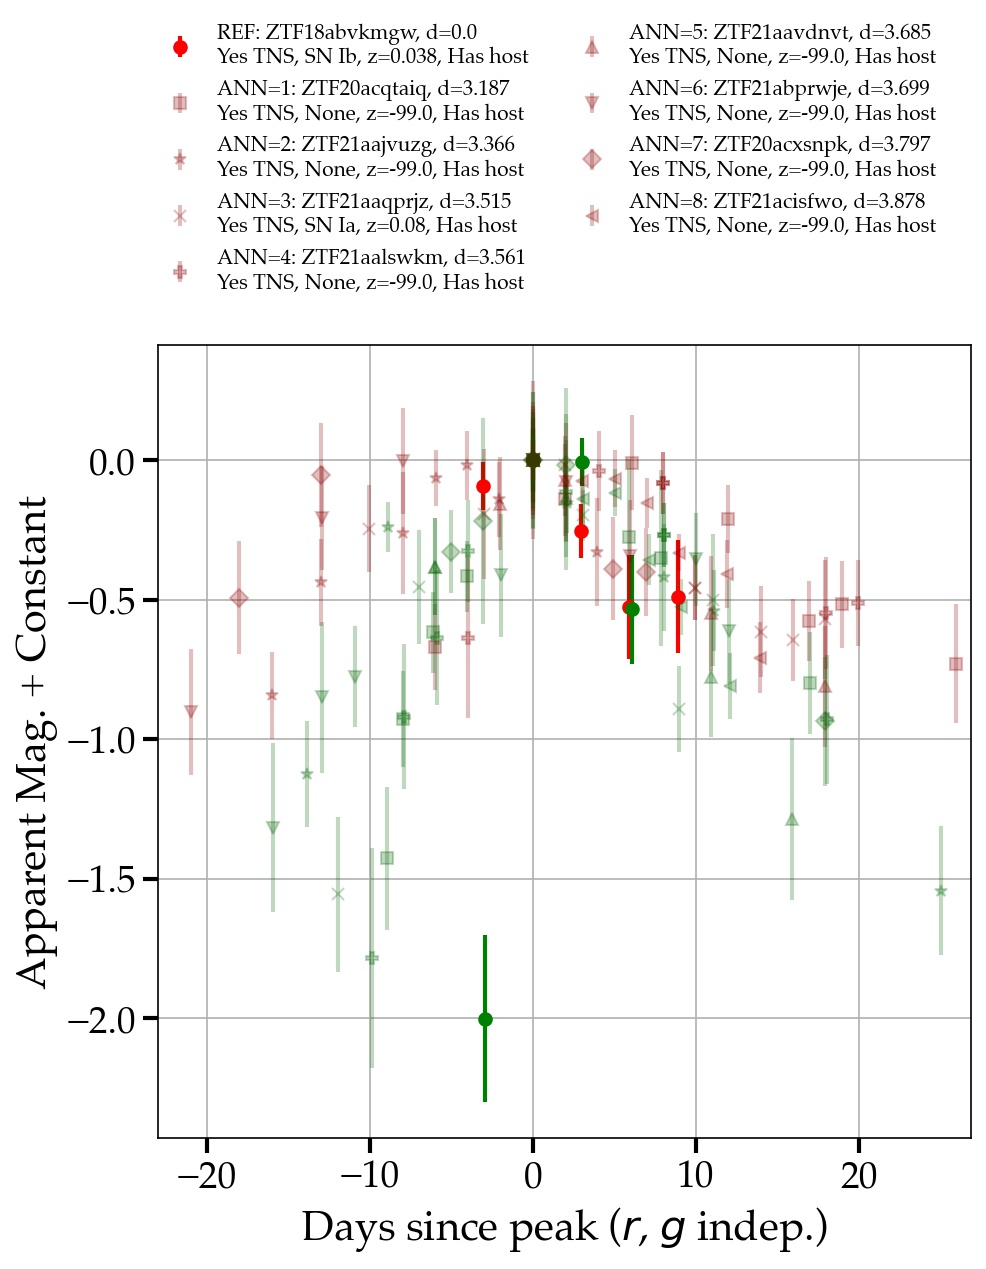 REF: ZTF18abvkmgw, d=0.0
Yes TNS, SN Ib, z=0.038, Has host
ANN=1: ZTF20acqtaiq, d=3.187
Yes TNS, None, z=-99.0, Has host
ANN=2: ZTF21aajvuzg, d=3.366
Yes TNS, None, z=-99.0, Has host
ANN=3: ZTF21aaqprjz, d=3.515
Yes TNS, SN Ia, z=0.08, Has host
ANN=4: ZTF21aalswkm, d=3.561
Yes TNS, None, z=-99.0, Has host
ANN=5: ZTF21aavdnvt, d=3.685
Yes TNS, None, z=-99.0, Has host
ANN=6: ZTF21abprwje, d=3.699
Yes TNS, None, z=-99.0, Has host
ANN=7: ZTF20acxsnpk, d=3.797
Yes TNS, None, z=-99.0, Has host
ANN=8: ZTF21acisfwo, d=3.878
Yes TNS, None, z=-99.0, Has host
Apparent Mag. + Constant
0.0
−0.5
−1.0
−1.5
−2.0
−20 −10 0 10 20
Days since peak (r, g indep.)